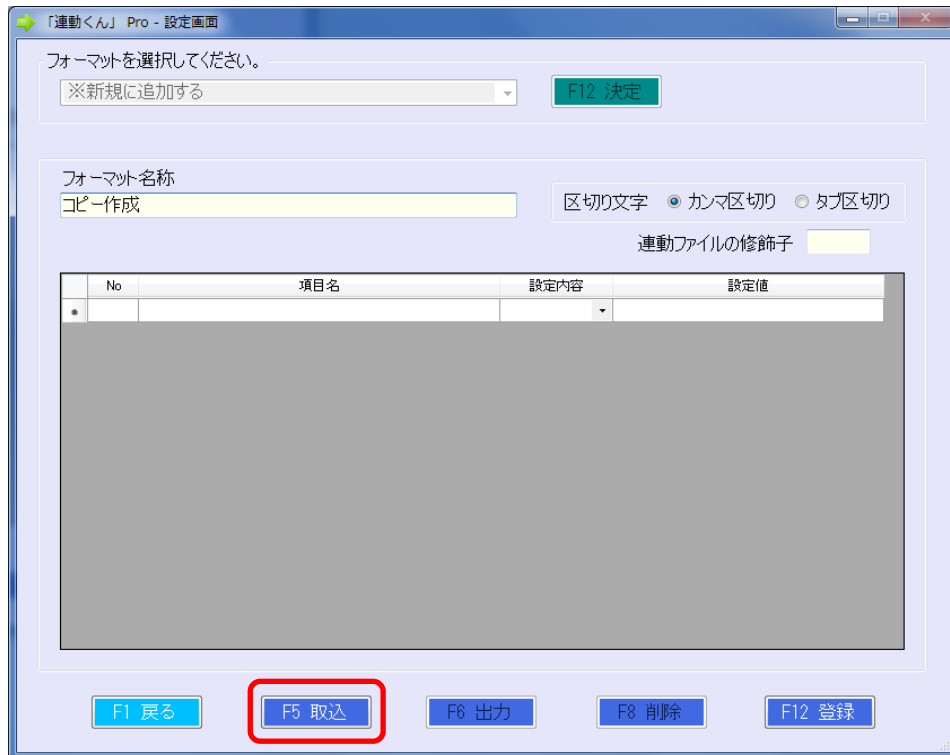 「連動くん」 Pro - 設定画面
フォーマットを選択してください。
※新規に追加する
F12 決定
フォーマット名称
コピー作成
区切り文字 カンマ区切り タブ区切り
連動ファイルの修飾子
No 項目名 設定内容 設定値
F1 戻る F5 取込 F6 出力 F8 削除 F12 登録